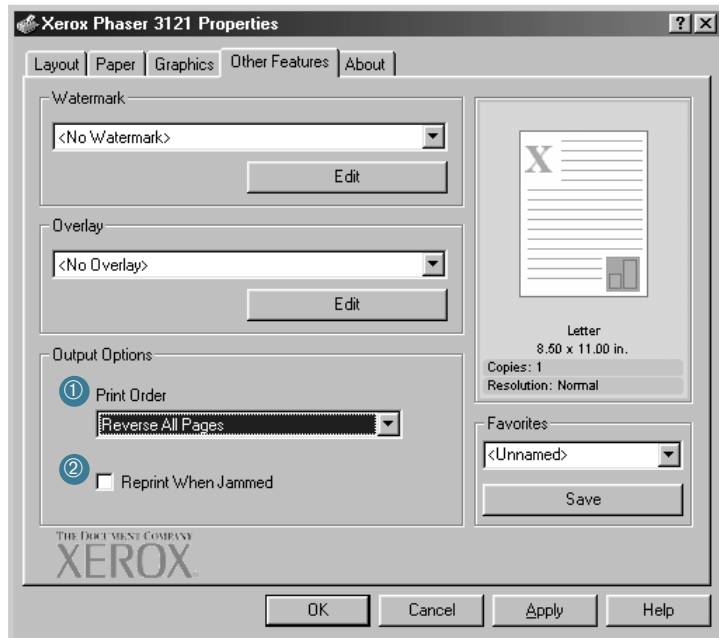 Xerox Phaser 3121 Properties
Layout Paper Graphics Other Features About
Watermark
<No Watermark>
Edit
Overlay
<No Overlay>
Edit
Output Options
① Print Order
Reverse All Pages
② Reprint When Jammed
THE DOCUMENT COMPANY
XEROX
X
Letter
8.50 x 11.00 in.
Copies: 1
Resolution: Normal
Favorites
<Unnamed>
Save
OK Cancel Apply Help